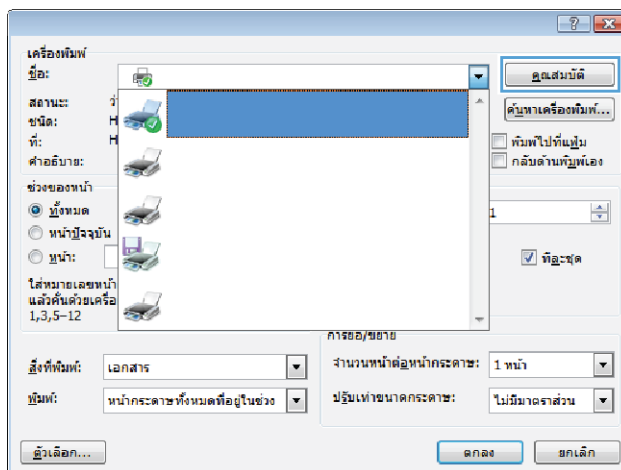 เครื่องพิมพ์
ชื่อ:
คุณสมบัติ
สถานะ: ว่
ชนิด: H
ค้นหาเครื่องพิมพ์...
ที่: H
พิมพ์ไปที่แฟ้ม
คำอธิบาย:
กลับด้านพิมพ์เอง
ช่วงของหน้า
ทั้งหมด
1
หน้าปัจจุบัน
หน้า:
ทีละชุด
ใส่หมายเลขหน้า
แล้วคั่นด้วยเครื่อ
1,3,5–12
การย่อ/ขยาย
สิ่งที่พิมพ์: เอกสาร
จำนวนหน้าต่อหน้ากระดาษ: 1 หน้า
พิมพ์: หน้ากระดาษทั้งหมดที่อยู่ในช่วง
ปรับเท่าขนาดกระดาษ: ไม่มีมาตราส่วน
ตัวเลือก...
ตกลง
ยกเลิก